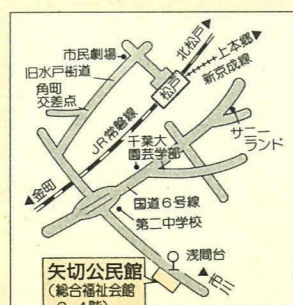 北松戸
上本郷
新京成線
市民劇場
旧水戸街道
角町
交差点
松戸
JR常磐線
千葉大
園芸学部
サニー
ランド
金町
国道6号線
第二中学校
浅間台
矢切公民館
(総合福祉会館
市川